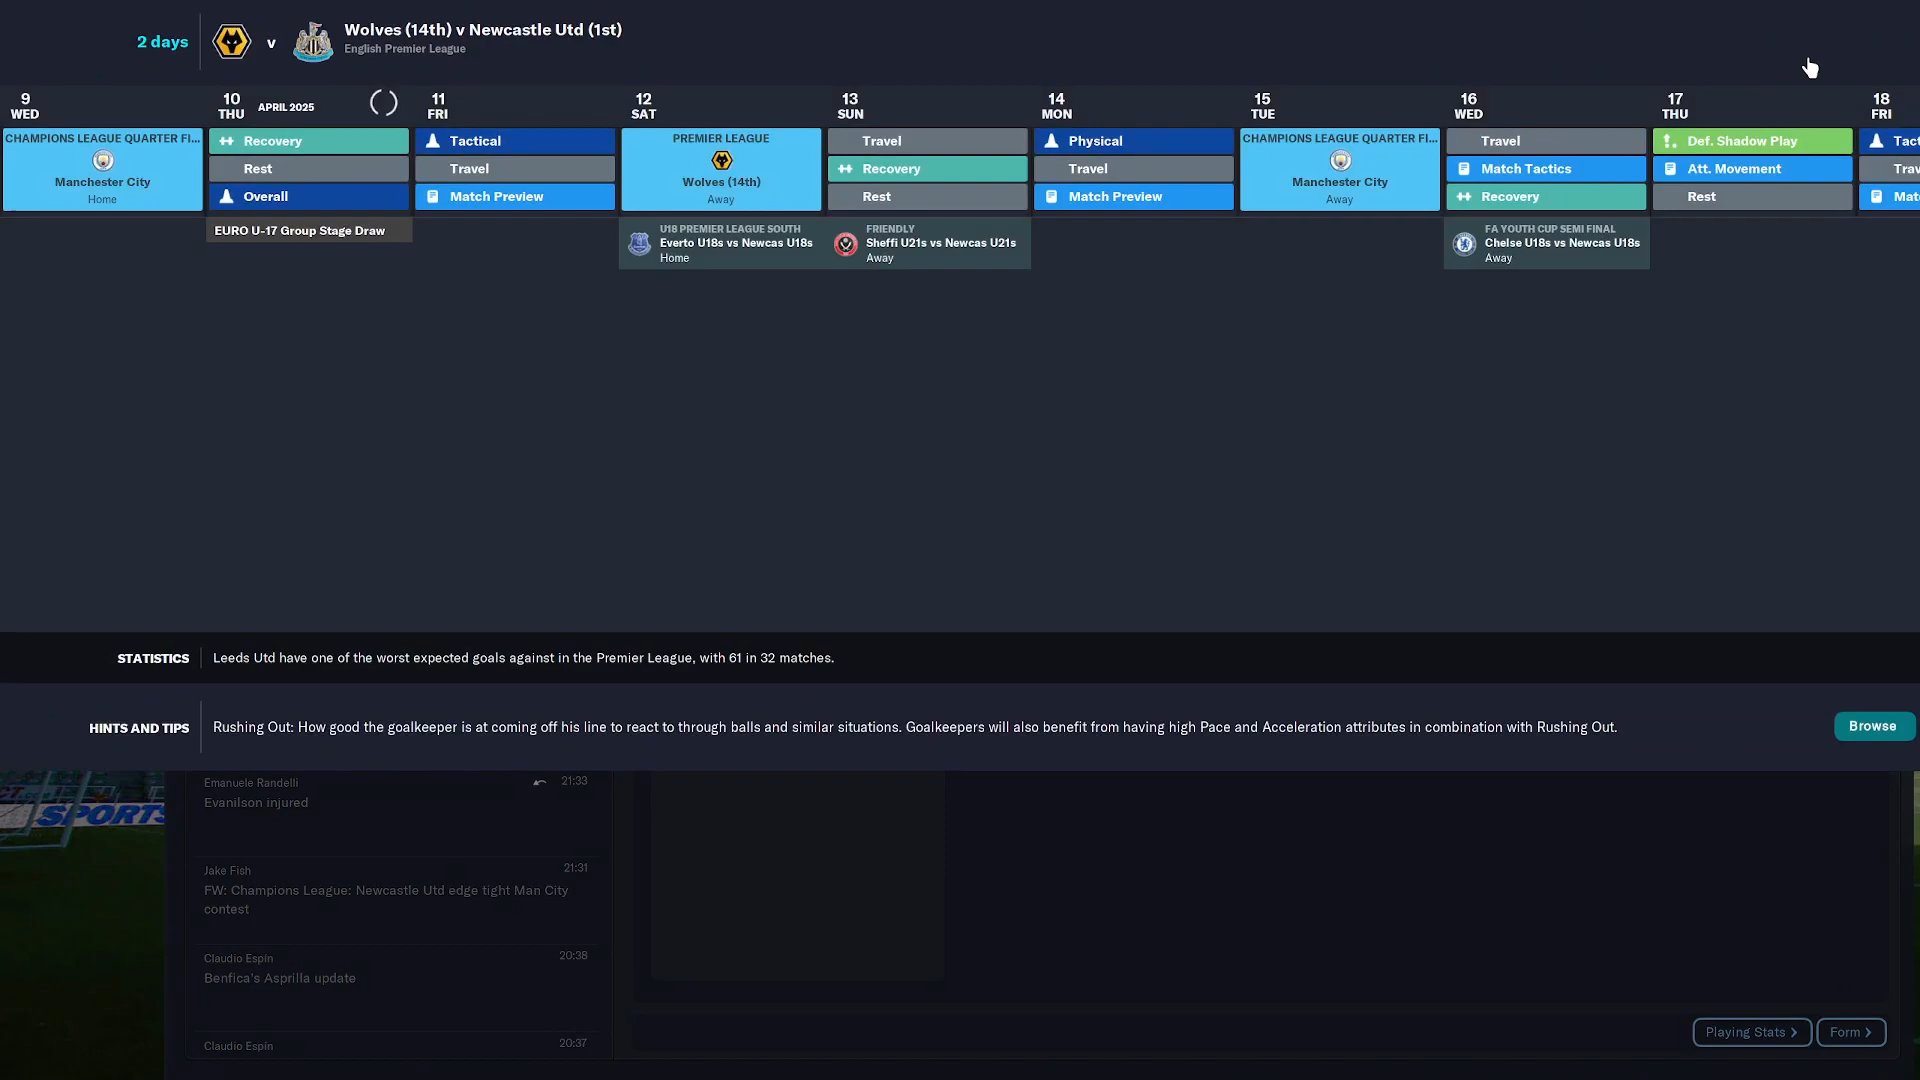 2 days
v
Wolves (14th) v Newcastle Utd (1st)
English Premier League
9
WED
10
THU
APRIL 2025
11
FRI
12
SAT
13
SUN
14
MON
15
TUE
16
WED
17
THU
18
FRI
CHAMPIONS LEAGUE QUARTER FI...
Manchester City
Home
Recovery
Rest
Overall
EURO U-17 Group Stage Draw
Tactical
Travel
Match Preview
PREMIER LEAGUE
Wolves (14th)
Away
U18 PREMIER LEAGUE SOUTH
Everto U18s vs Newcas U18s
Home
Travel
Recovery
Rest
FRIENDLY
Sheffi U21s vs Newcas U21s
Away
Physical
Travel
Match Preview
CHAMPIONS LEAGUE QUARTER FI...
Manchester City
Away
Travel
Match Tactics
Recovery
FA YOUTH CUP SEMI FINAL
Chelse U18s vs Newcas U18s
Away
Def. Shadow Play
Att. Movement
Rest
Tact
Trav
Mat
STATISTICS
Leeds Utd have one of the worst expected goals against in the Premier League, with 61 in 32 matches.
HINTS AND TIPS
Rushing Out: How good the goalkeeper is at coming off his line to react to through balls and similar situations. Goalkeepers will also benefit from having high Pace and Acceleration attributes in combination with Rushing Out.
Browse
SPORTS
Emanuele Randelli
21:33
Evanilson injured
Jake Fish
21:31
FW: Champions League: Newcastle Utd edge tight Man City
contest
Claudio Espín
20:38
Benfica's Asprilla update
Claudio Espín
20:37
Playing Stats
Form